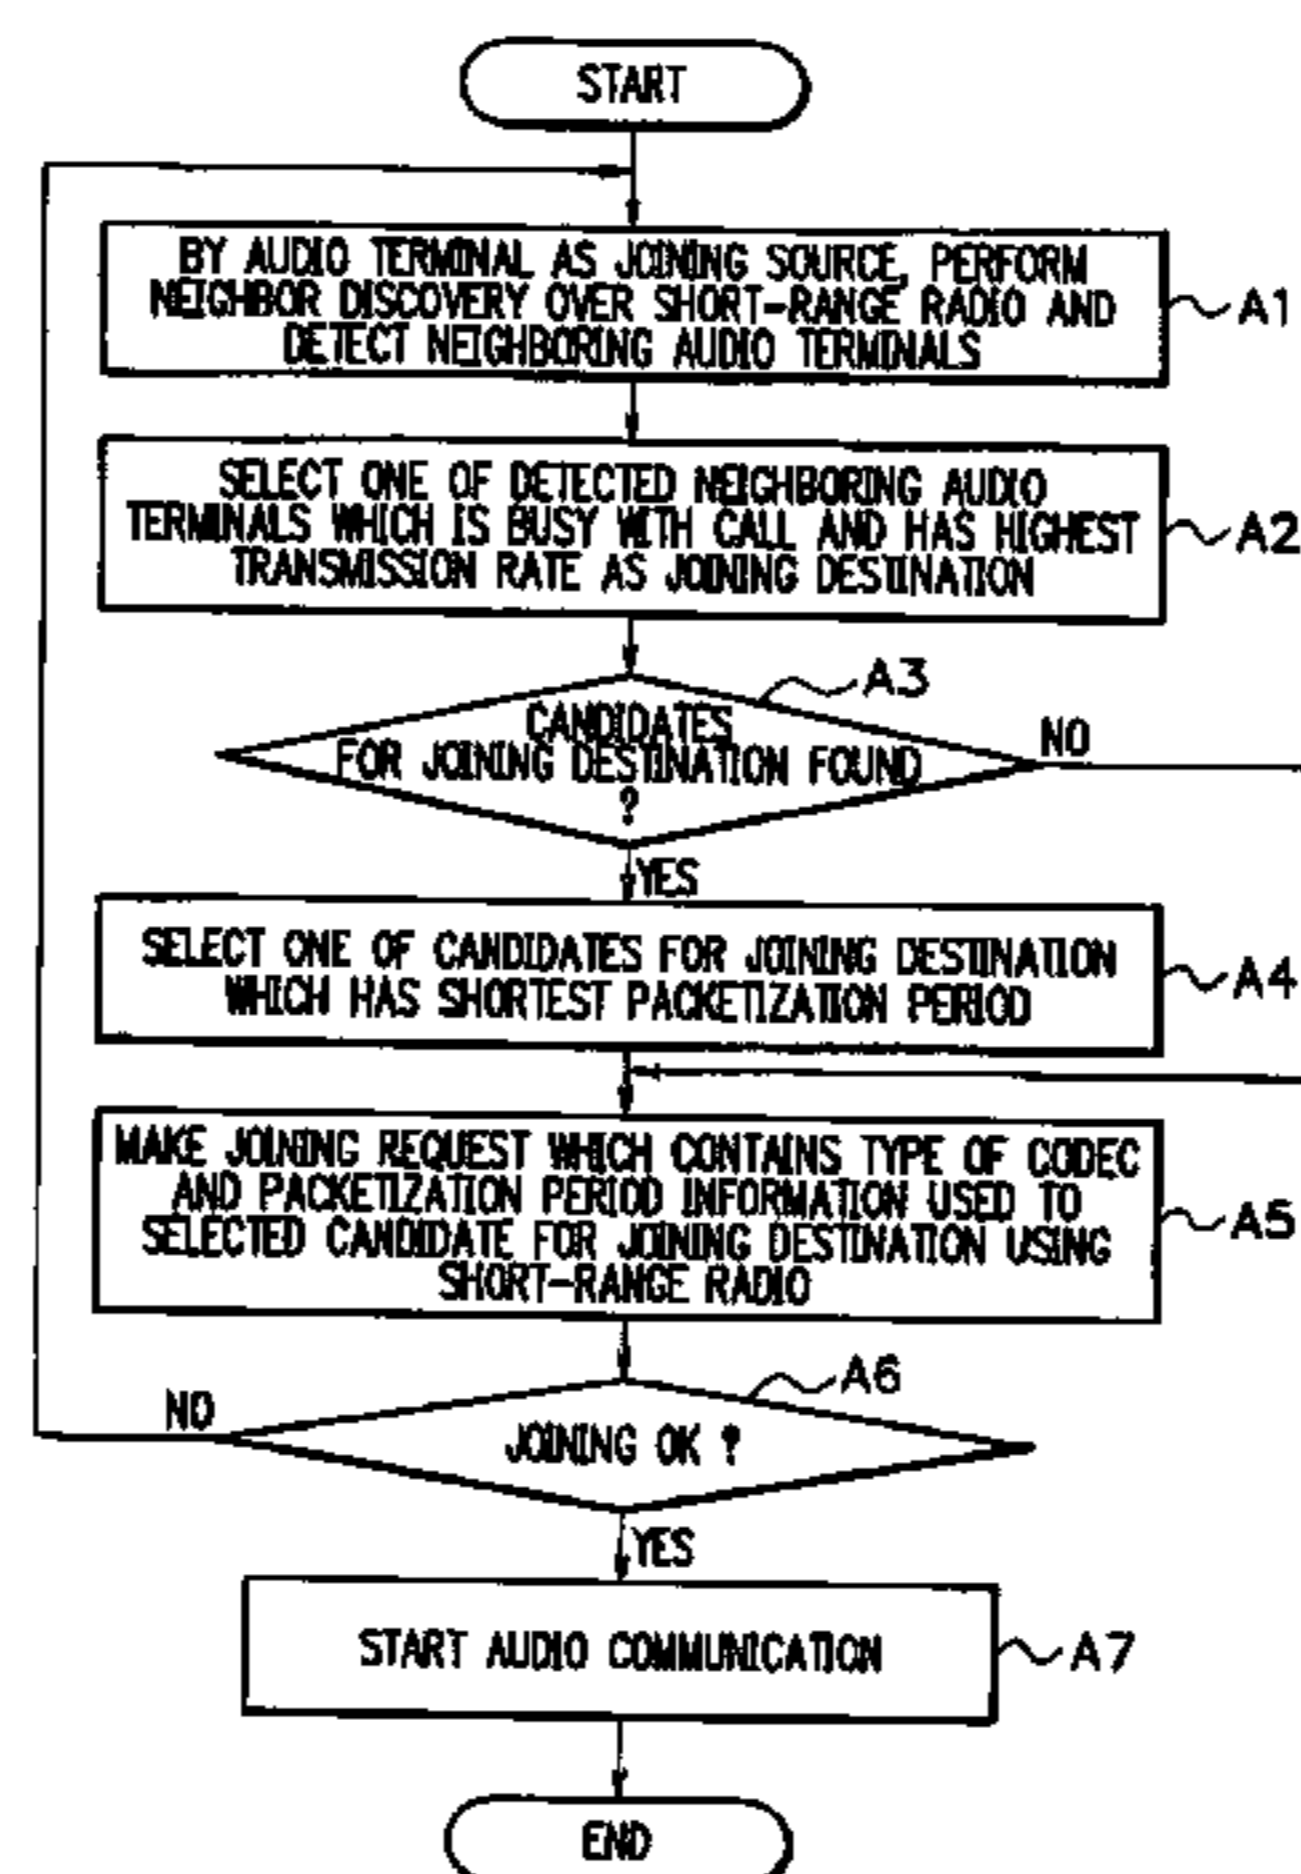 START
BY AUDIO TERMINAL AS JOINING SOURCE, PERFORM
NEIGHBOR DISCOVERY OVER SHORT-RANGE RADIO AND
DETECT NEIGHBORING AUDIO TERMINALS
A1
SELECT ONE OF DETECTED NEIGHBORING AUDIO
TERMINALS WHICH IS BUSY WITH CALL AND HAS HIGHEST
TRANSMISSION RATE AS JOINING DESTINATION
A2
A3
CANDIDATES
FOR JOINING DESTINATION FOUND
?
NO
YES
SELECT ONE OF CANDIDATES FOR JOINING DESTINATION
WHICH HAS SHORTEST PACKETIZATION PERIOD
A4
MAKE JOINING REQUEST WHICH CONTAINS TYPE OF CODEC
AND PACKETIZATION PERIOD INFORMATION USED TO
SELECTED CANDIDATE FOR JOINING DESTINATION USING
SHORT-RANGE RADIO
A5
A6
NO
JOINING OK ?
YES
START AUDIO COMMUNICATION
A7
END